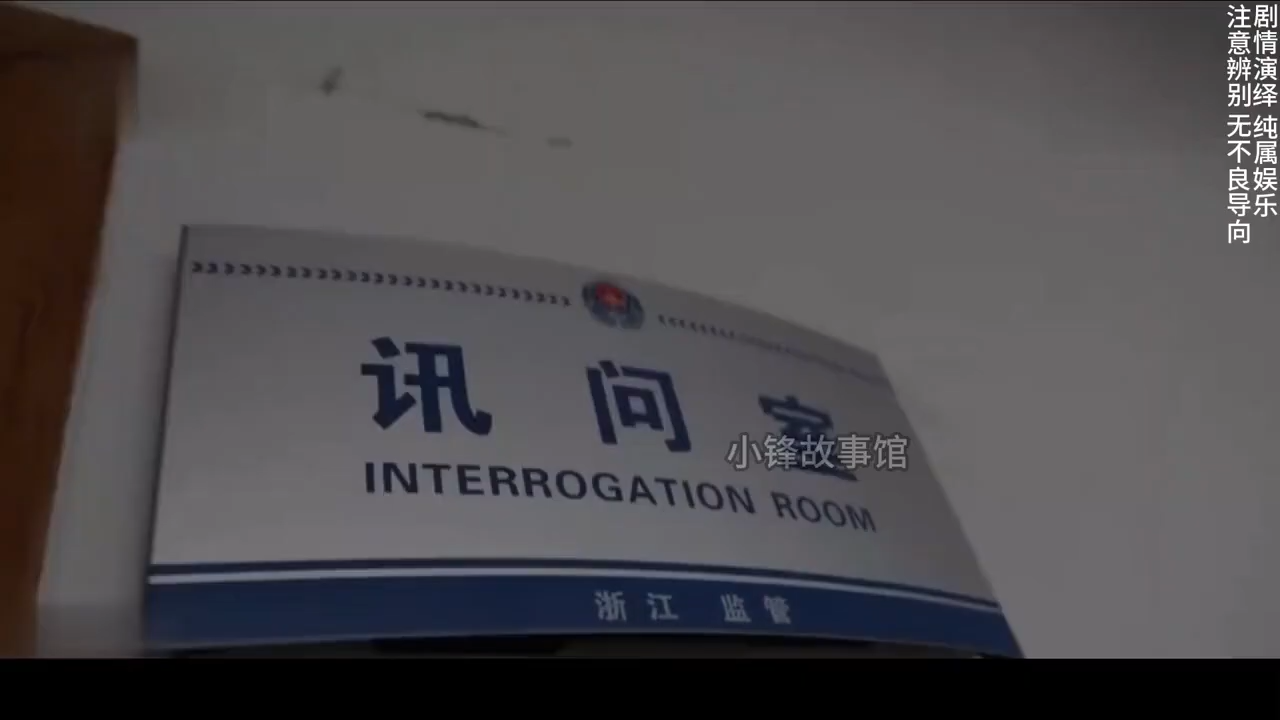 剧情演绎 纯属娱乐
注意辨别 无不良导向
讯问室
小锋故事馆
INTERROGATION ROOM
浙江 监管